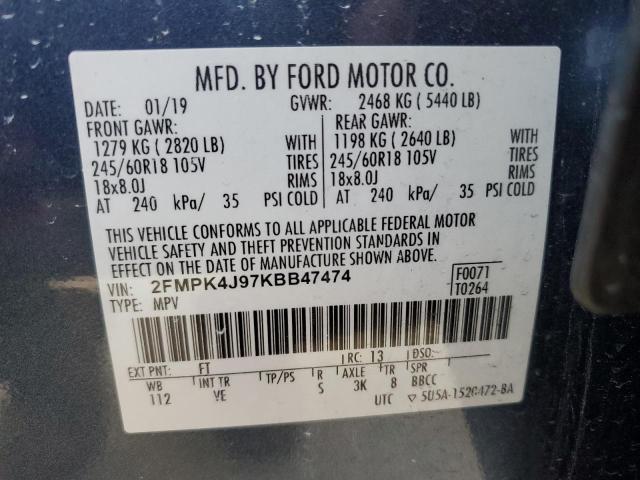 MFD. BY FORD MOTOR CO.
DATE: 01/19 GVWR: 2468 KG ( 5440 LB)
FRONT GAWR: REAR GAWR:
1279 KG ( 2820 LB) WITH 1198 KG ( 2640 LB) WITH
245/60R18 105V TIRES 245/60R18 105V TIRES
18x8.0J RIMS 18x8.0J RIMS
AT 240 kPa/ 35 PSI COLD AT 240 kPa/ 35 PSI COLD
THIS VEHICLE CONFORMS TO ALL APPLICABLE FEDERAL MOTOR
VEHICLE SAFETY AND THEFT PREVENTION STANDARDS IN
EFFECT ON THE DATE OF MANUFACTURE SHOWN ABOVE.
VIN: 2FMPK4J97KBB47474 F0071
TYPE: MPV T0264
EXT PNT: FT RC: 13 DSO:
WB INT TR TP/PS R AXLE TR SPR
112 VE S 3K 8 BBCC
UTC ▽ 5U5A-1520472-BA